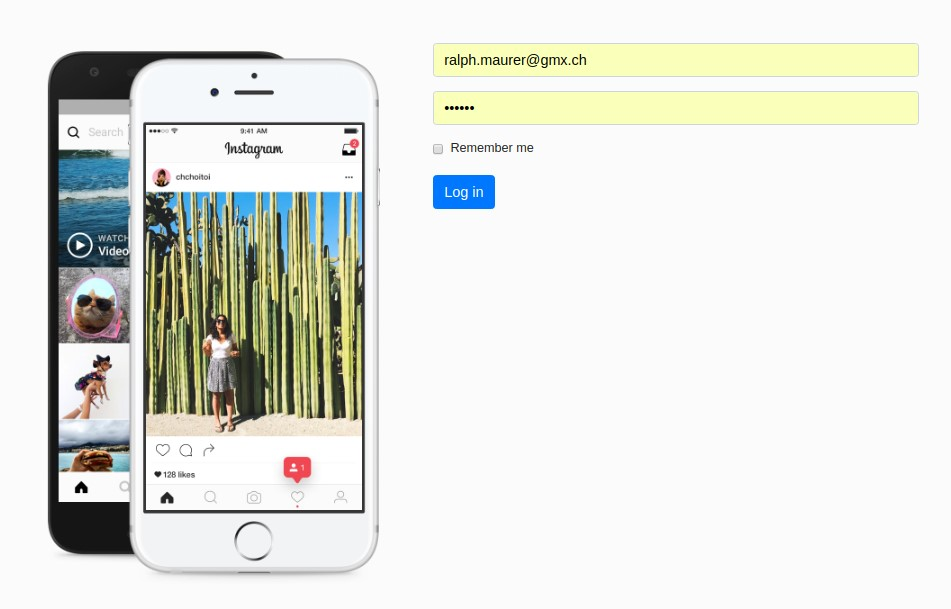 Search
WATCH
Video
9:41 AM
Instagram
2
chchoitoi
128 likes
1
ralph.maurer@gmx.ch
••••••
Remember me
Log in